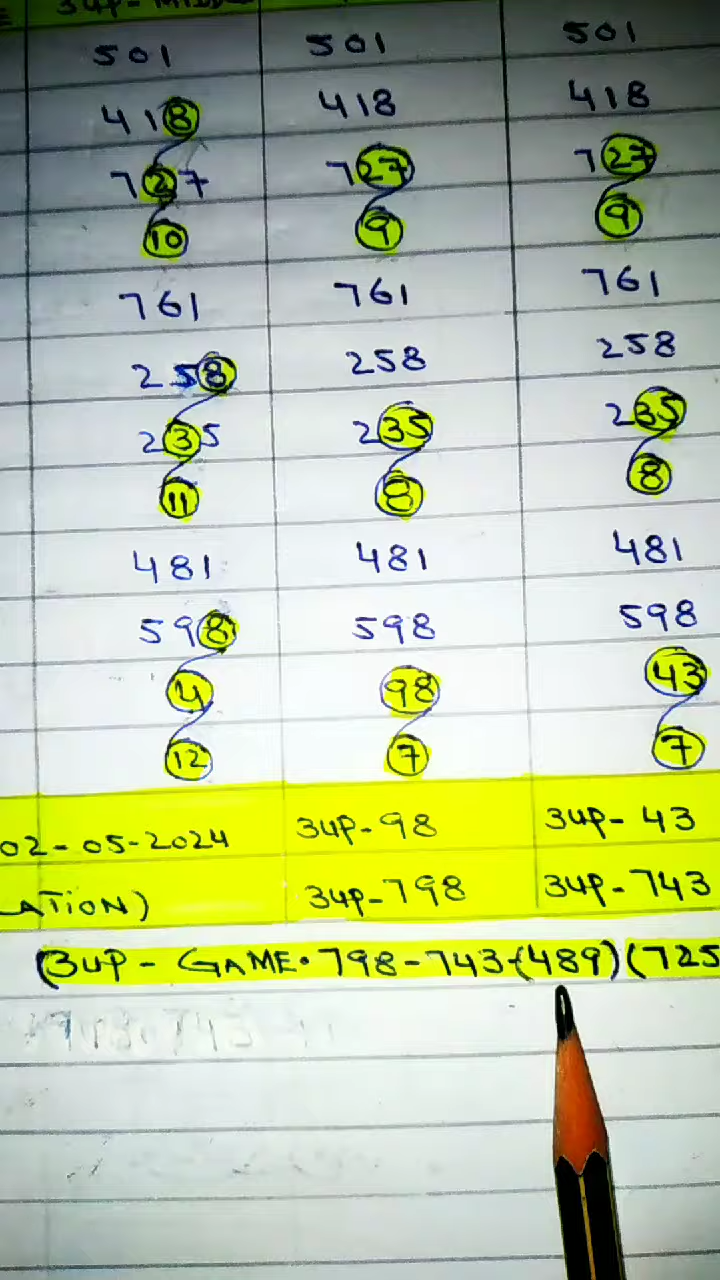 3UP-
501 501 501
418 418 418
727 727 727
10 9 9
761 761 761
258 258 258
235 235 235
11 8 8
481 481 481
598 598 598
4 98 43
12 7 7
02-05-2024 3UP-98 3UP-43
LATION) 3UP-798 3UP-743
(3UP - GAME.798-743-(489)(725